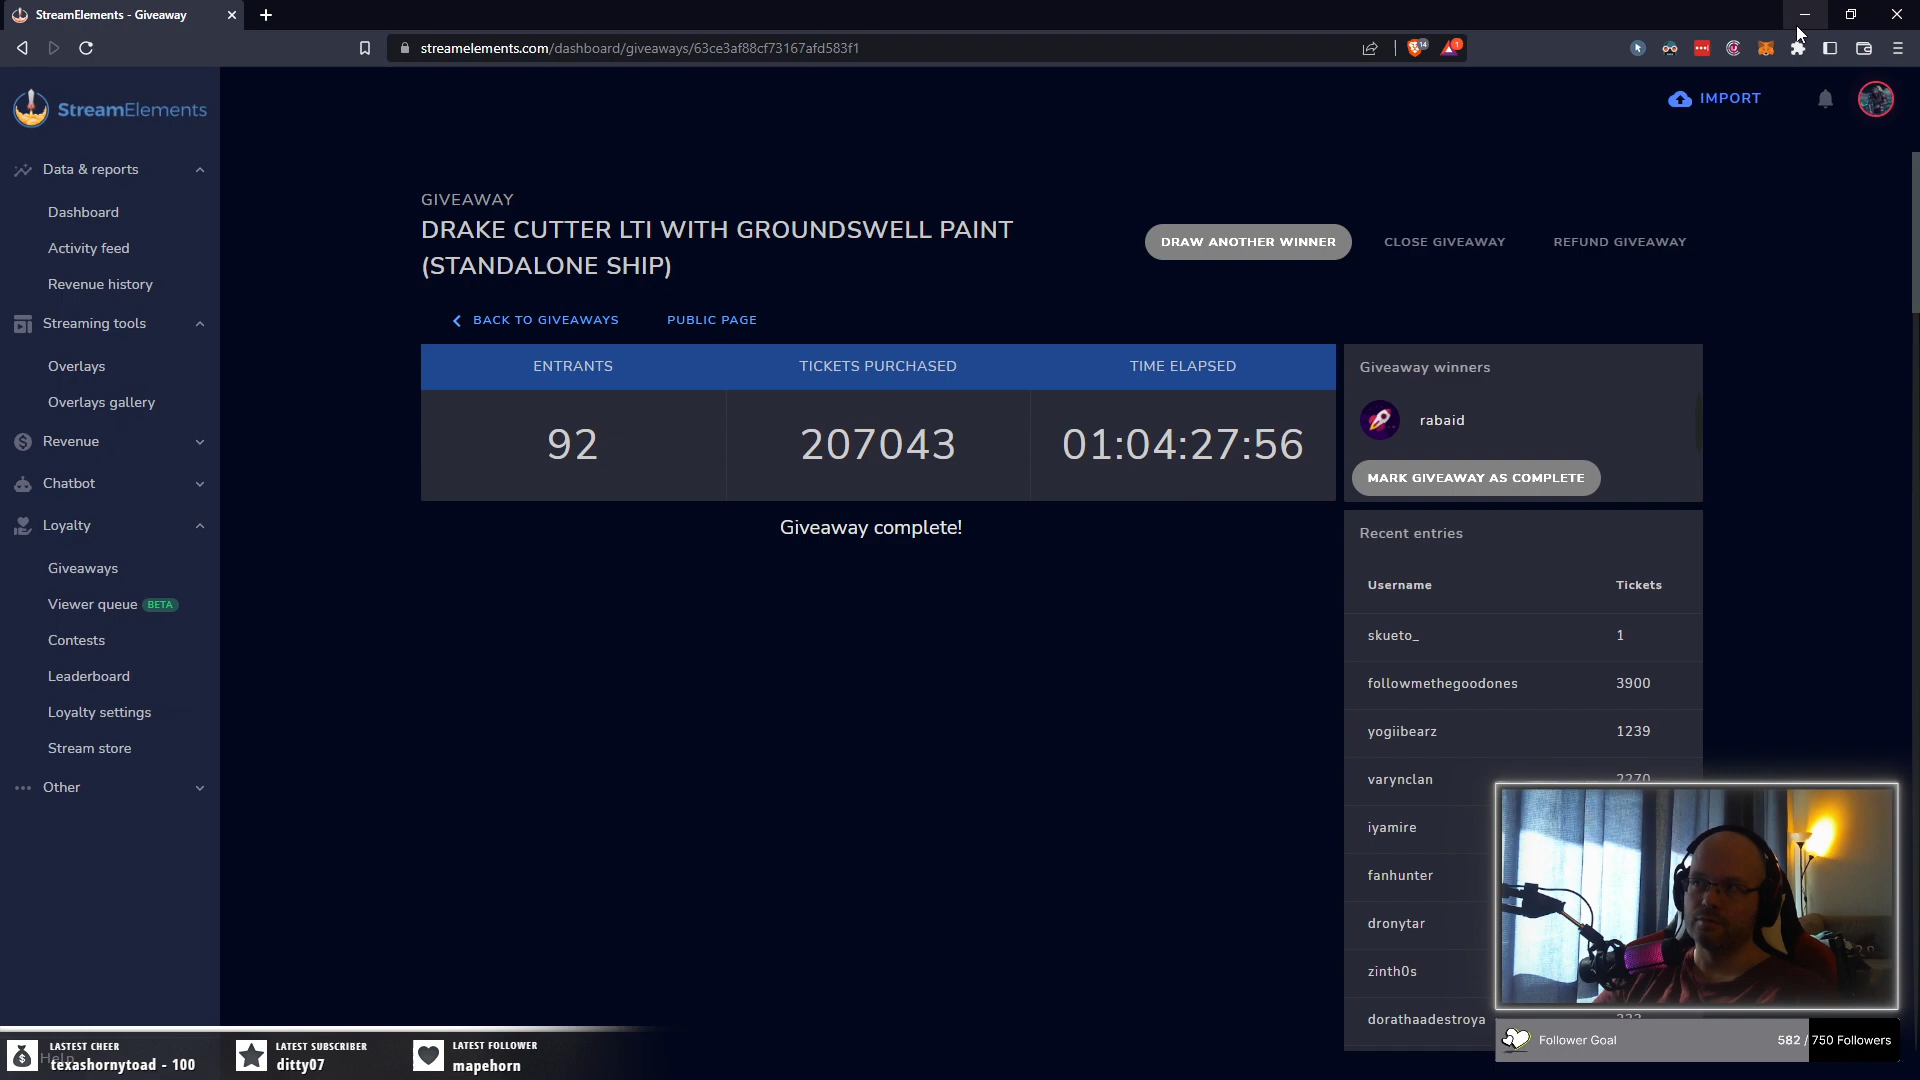 StreamElements - Giveaway
streamelements.com/dashboard/giveaways/63ce3af88cf73167afd583f1
14
1
StreamElements
IMPORT
Data & reports
Dashboard
Activity feed
Revenue history
Streaming tools
Overlays
Overlays gallery
Revenue
Chatbot
Loyalty
Giveaways
Viewer queue BETA
Contests
Leaderboard
Loyalty settings
Stream store
Other
Help
GIVEAWAY
DRAKE CUTTER LTI WITH GROUNDSWELL PAINT
(STANDALONE SHIP)
DRAW ANOTHER WINNER
CLOSE GIVEAWAY
REFUND GIVEAWAY
BACK TO GIVEAWAYS
PUBLIC PAGE
ENTRANTS TICKETS PURCHASED TIME ELAPSED
92 207043 01:04:27:56
Giveaway complete!
Giveaway winners
rabaid
MARK GIVEAWAY AS COMPLETE
Recent entries
Username Tickets
skueto_ 1
followmethegoodones 3900
yogiibearz 1239
varynclan 2270
iyamire
fanhunter
dronytar
zinth0s
dorathaadestroya
LASTEST CHEER
texashornytoad - 100
LATEST SUBSCRIBER
ditty07
LATEST FOLLOWER
mapehorn
Follower Goal 582 / 750 Followers